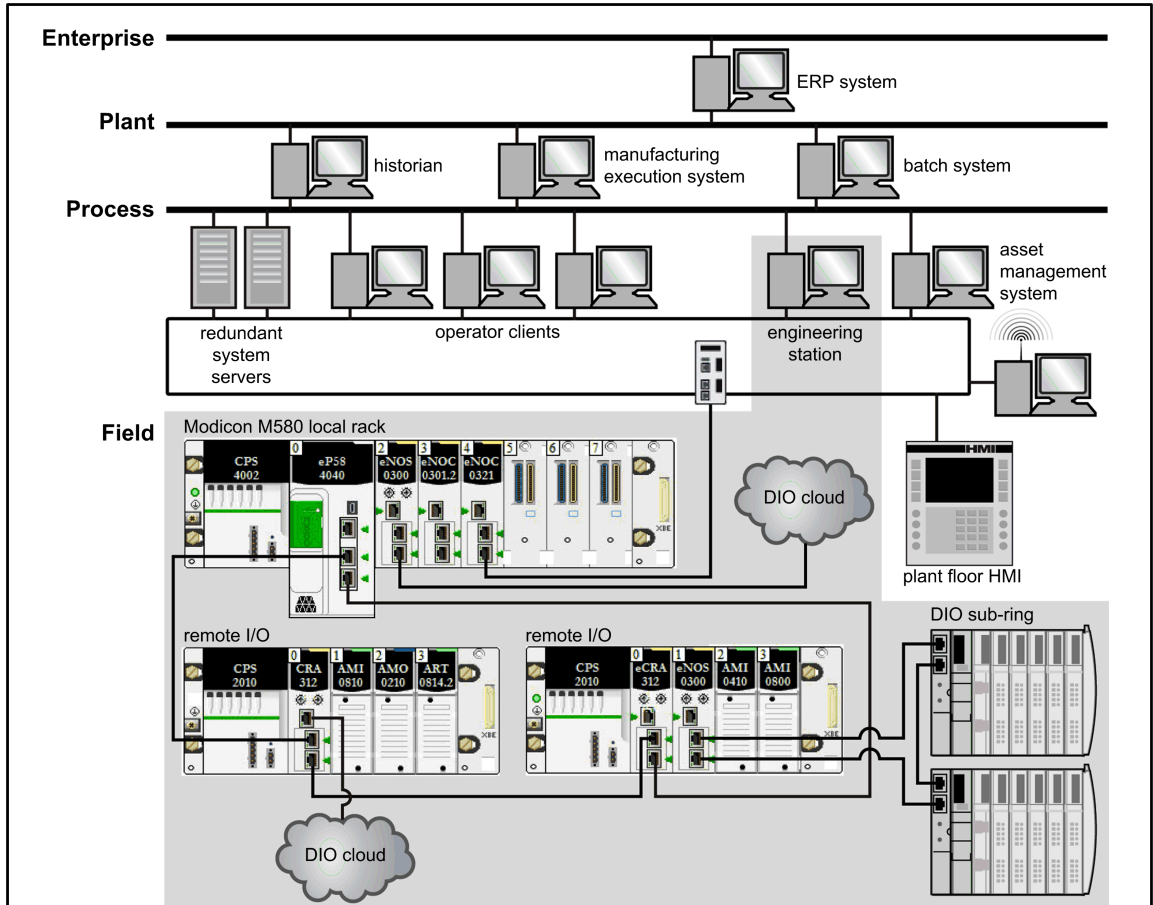 Enterprise
ERP system
Plant
historian
manufacturing
execution system
batch system
Process
asset
management
system
redundant
system
servers
operator clients
engineering
station
Field
Modicon M580 local rack
CPS
4002
0
eP58
4040
2
eNOS
0300
3
eNOC
0301.2
4
eNOC
0321
5
6
7
XBE
DIO cloud
HMI
plant floor HMI
remote I/O
CPS
2010
0
CRA
312
1
AMI
0810
2
AMO
0210
3
ART
0814.2
XBE
remote I/O
CPS
2010
0
eCRA
312
1
eNOS
0300
2
AMI
0410
3
AMI
0800
XBE
DIO sub-ring
DIO cloud